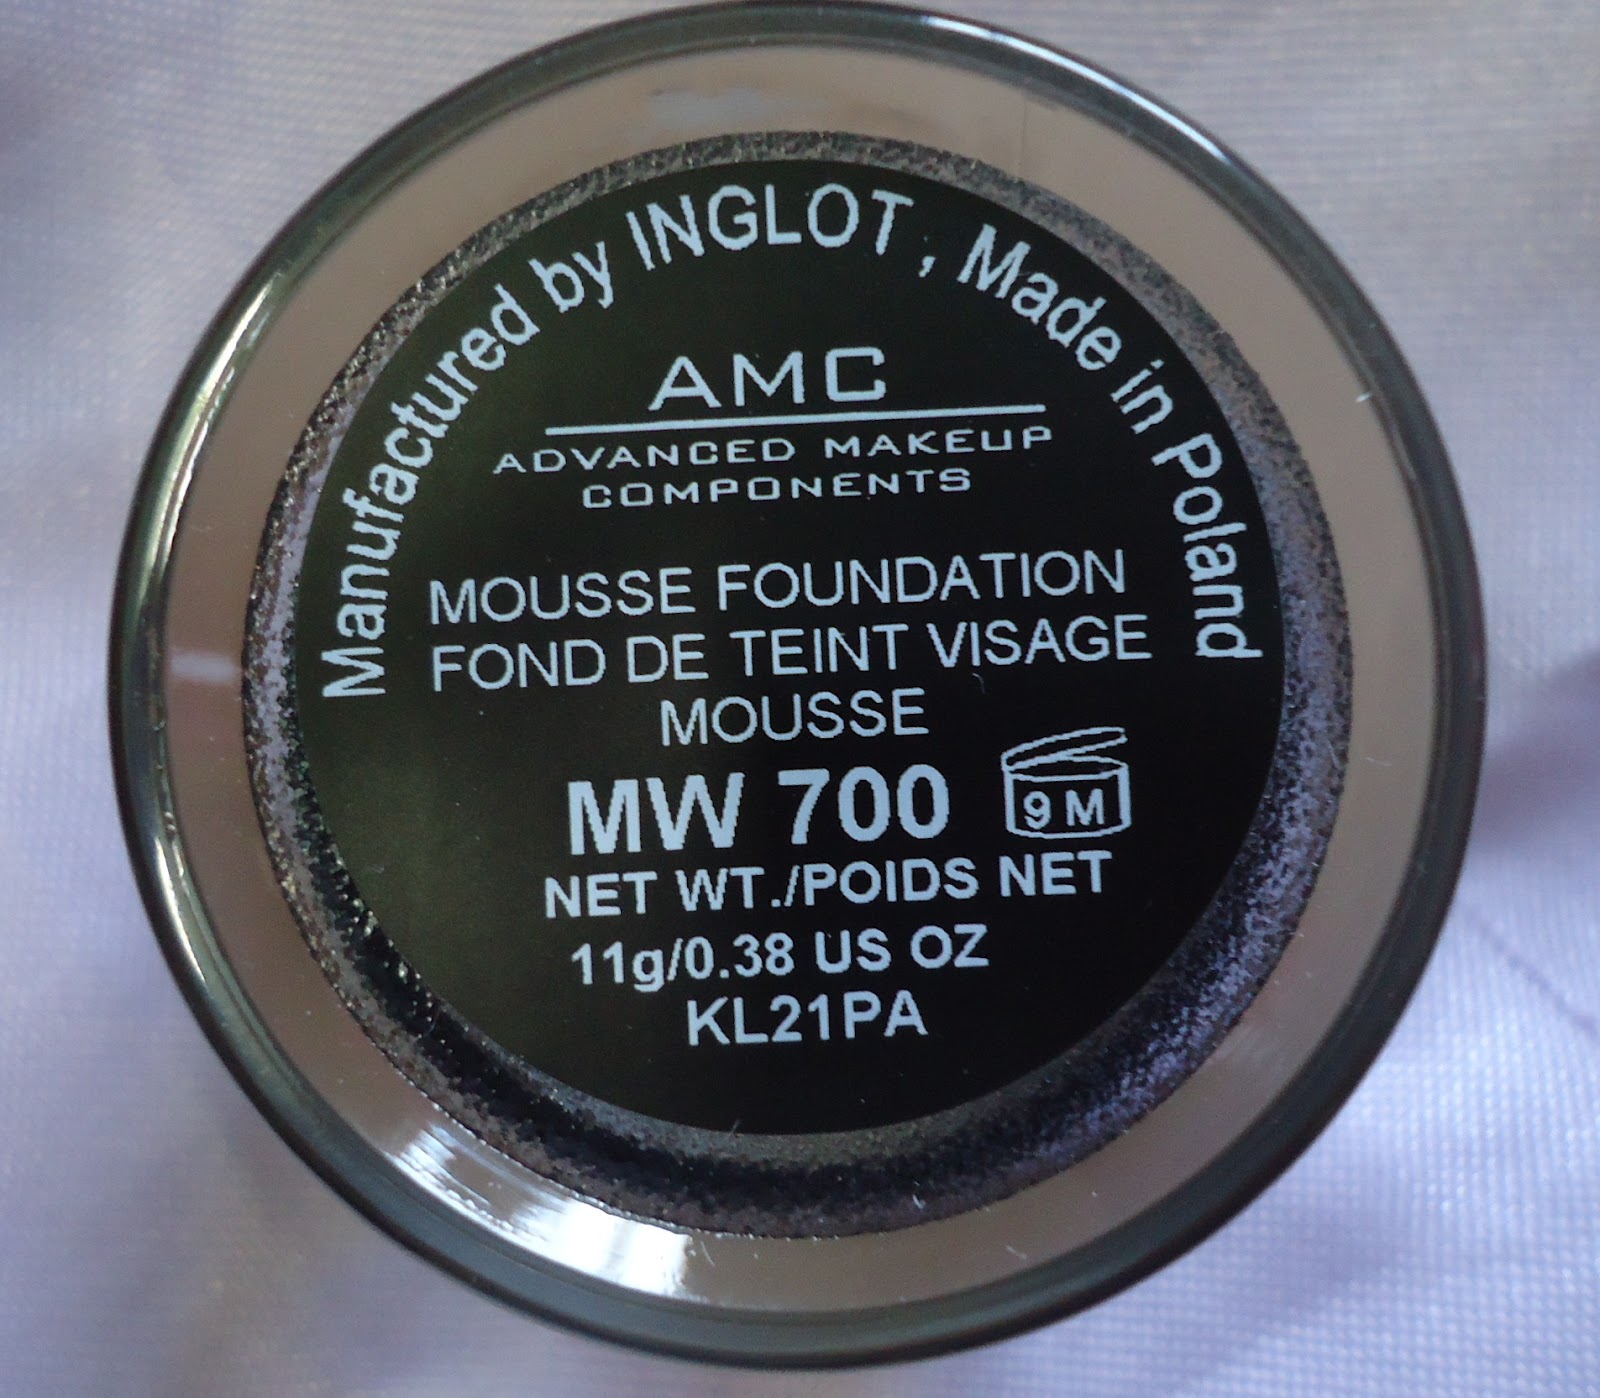 Manufactured by INGLOT, Made in Poland
AMC
ADVANCED MAKEUP
COMPONENTS
MOUSSE FOUNDATION
FOND DE TEINT VISAGE
MOUSSE
MW 700
9 M
NET WT./POIDS NET
11g/0.38 US OZ
KL21PA